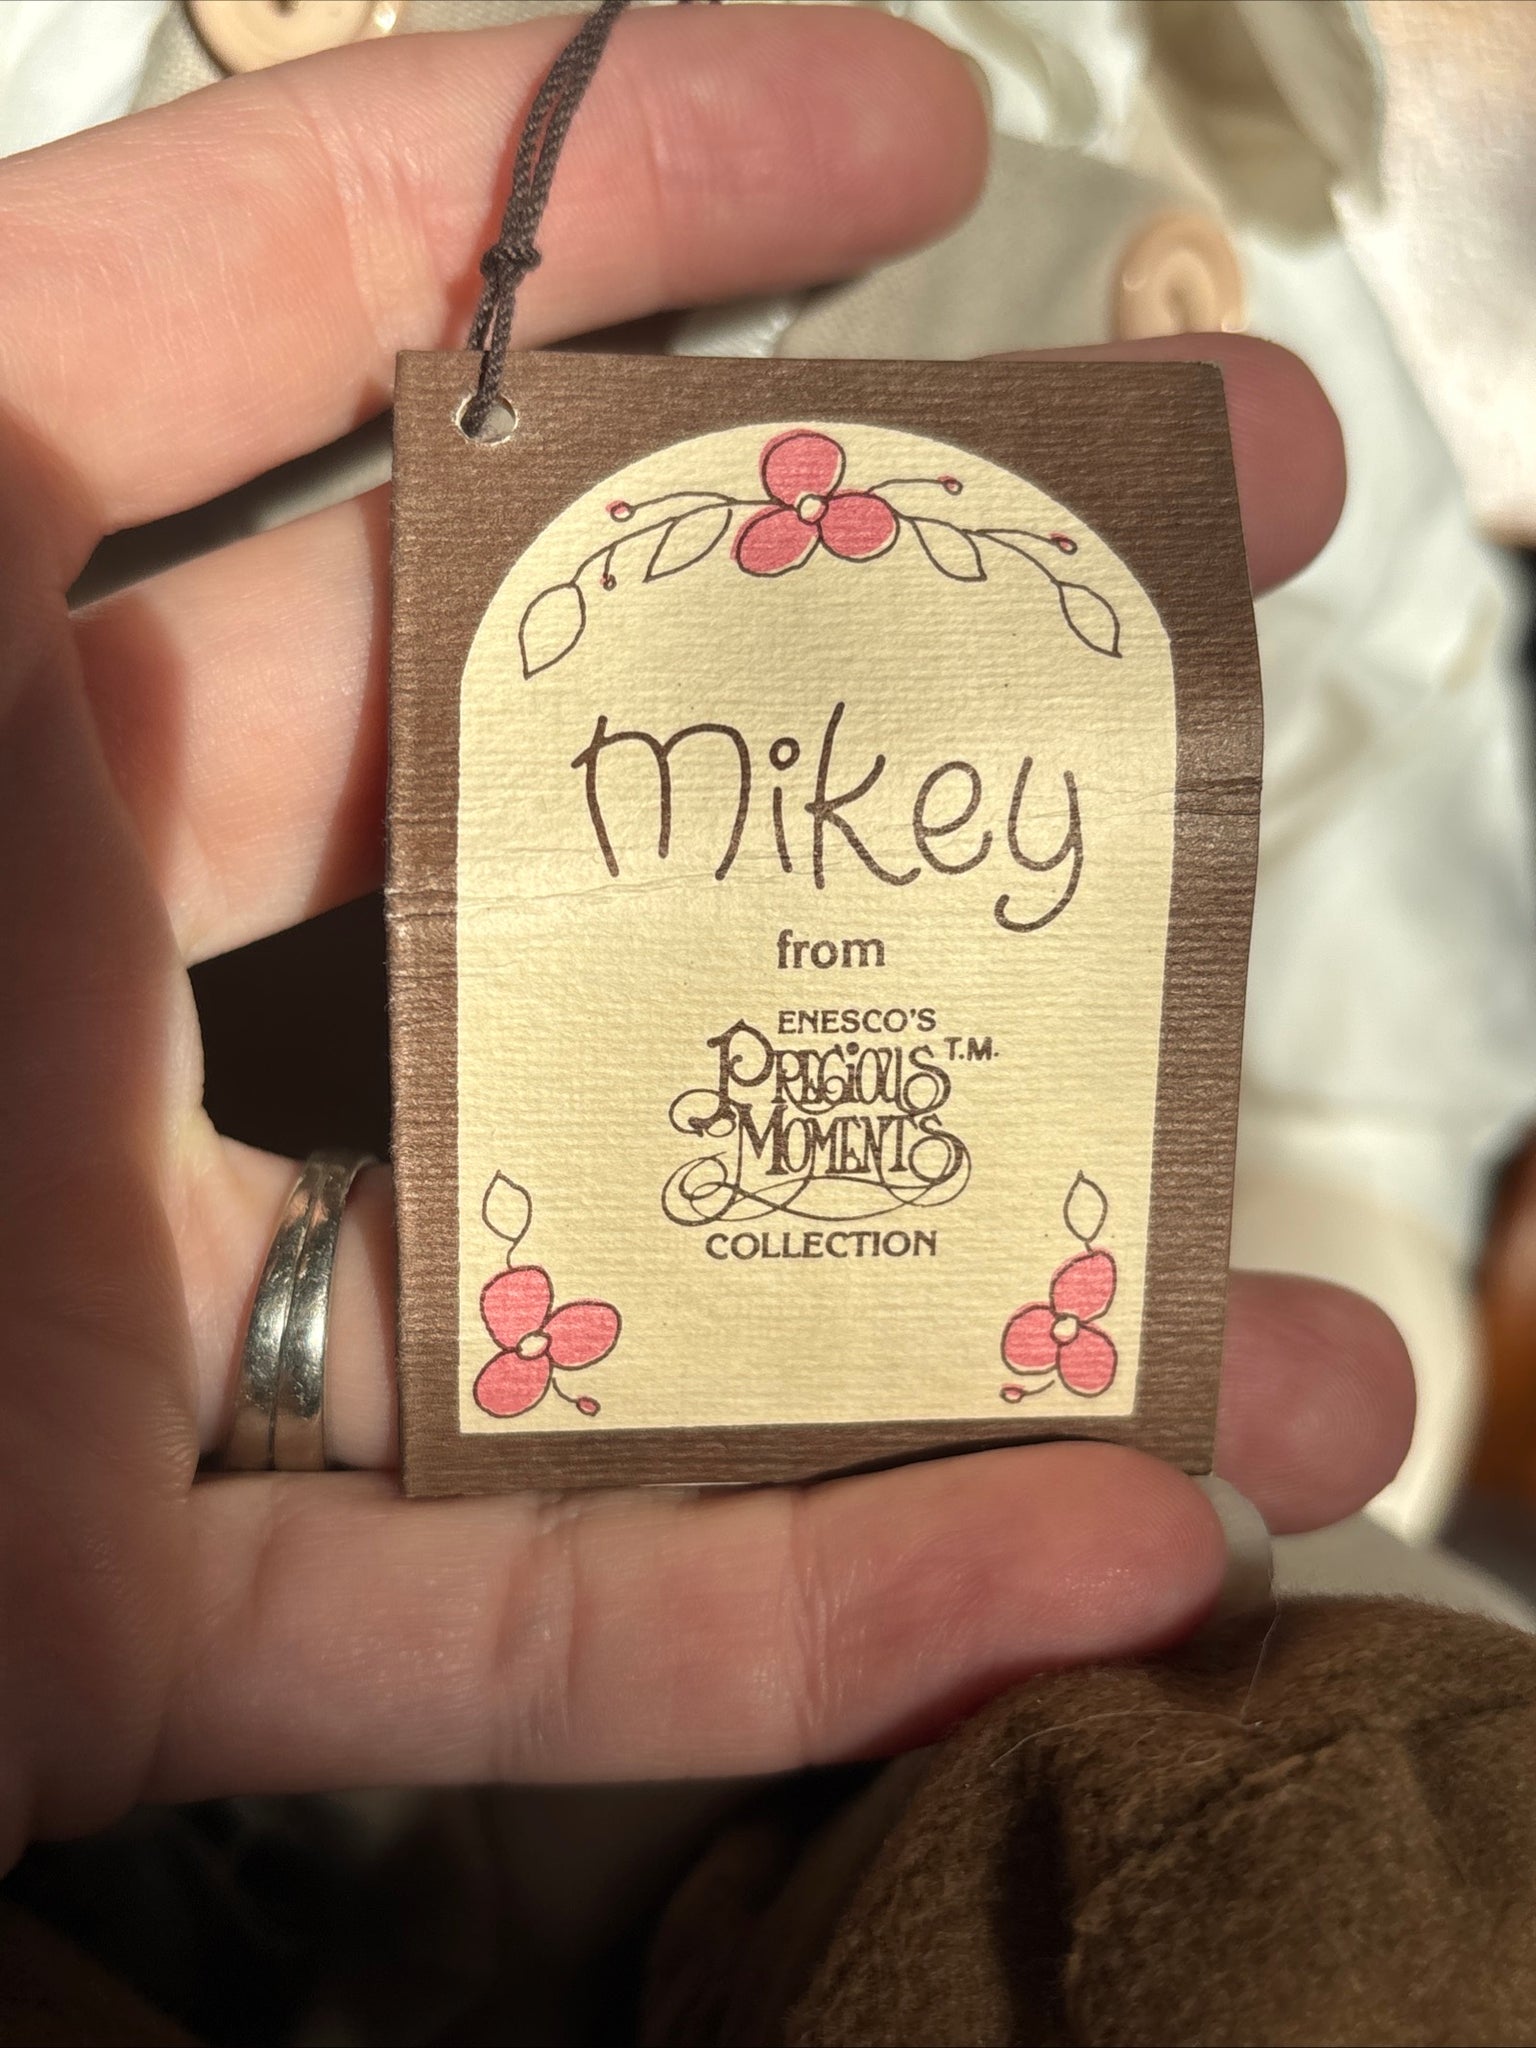 Mikey
from
ENESCO'S
PRECIOUS T.M.
MOMENTS
COLLECTION